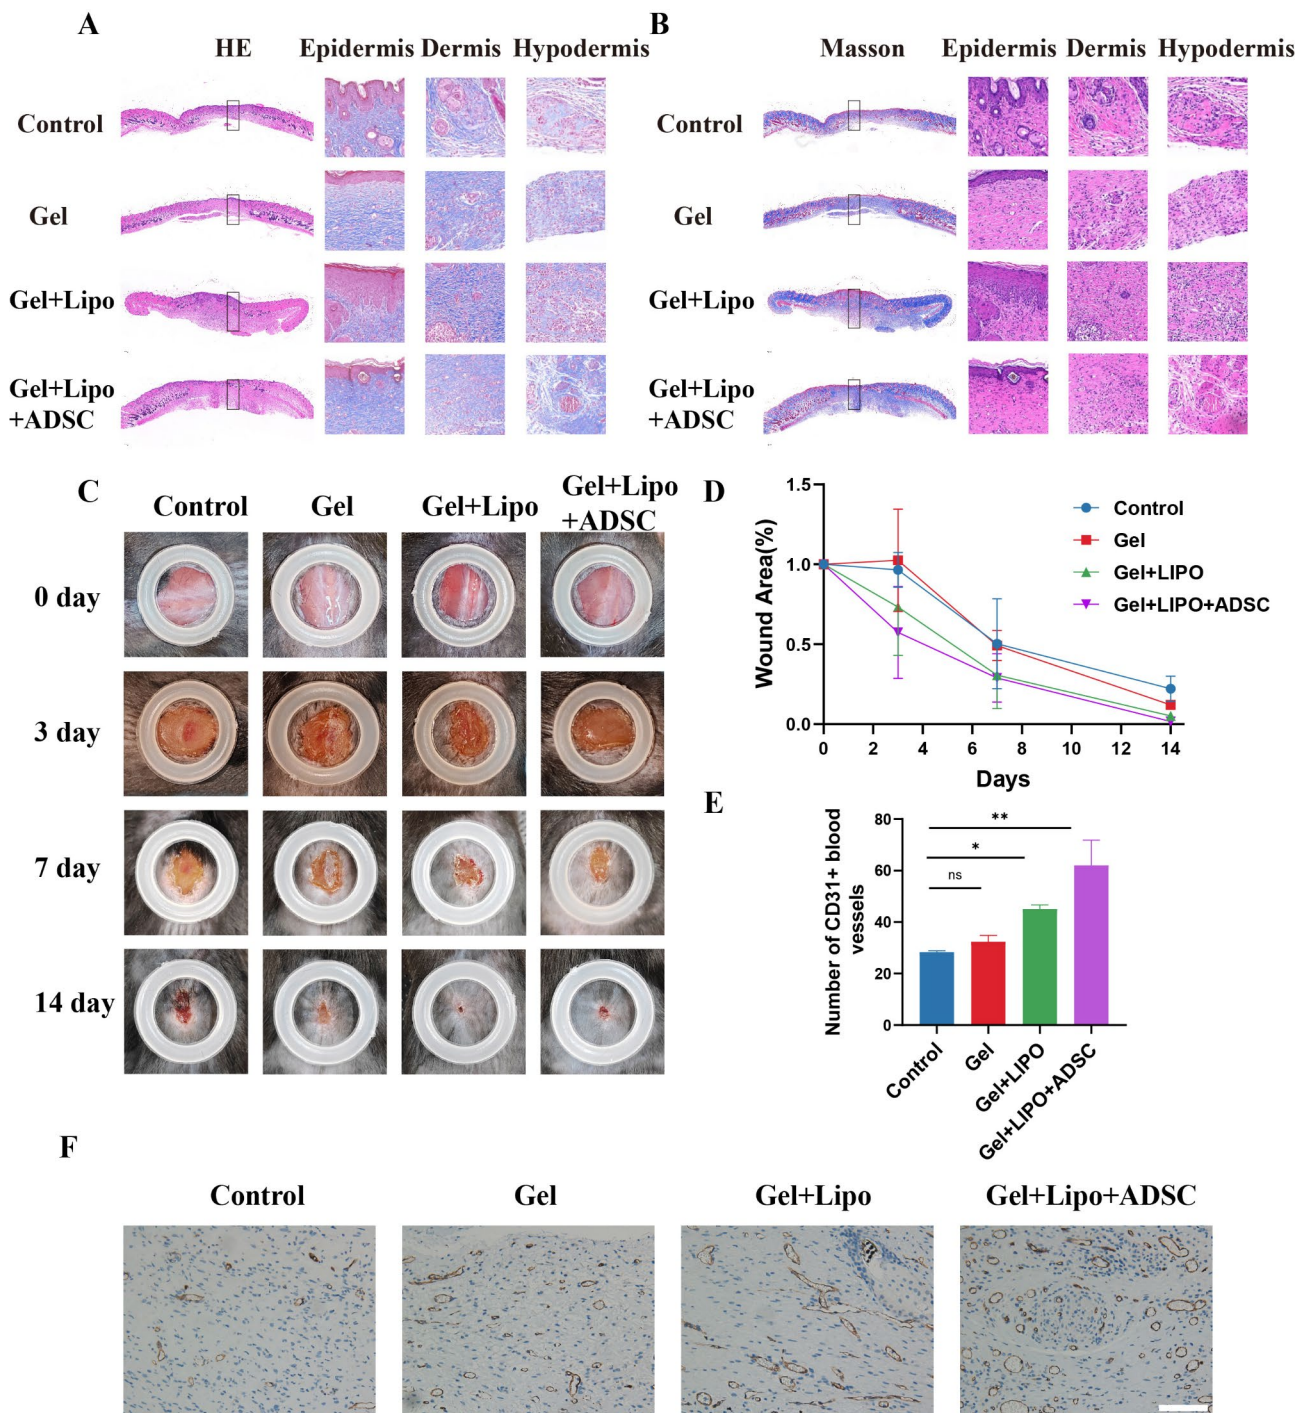 A
HE Epidermis Dermis Hypodermis
Control
Gel
Gel+Lipo
Gel+Lipo
+ADSC
B
Masson Epidermis Dermis Hypodermis
Control
Gel
Gel+Lipo
Gel+Lipo
+ADSC
C
Control Gel Gel+Lipo Gel+Lipo
+ADSC
0 day
3 day
7 day
14 day
D
Wound Area(%)
1.5
1.0
0.5
0.0
0 2 4 6 8 10 12 14
Days
Control
Gel
Gel+LIPO
Gel+LIPO+ADSC
E
Number of CD31+ blood
vessels
80
60
40
20
0
**
*
ns
Control
Gel
Gel+LIPO
Gel+LIPO+ADSC
F
Control Gel Gel+Lipo Gel+Lipo+ADSC